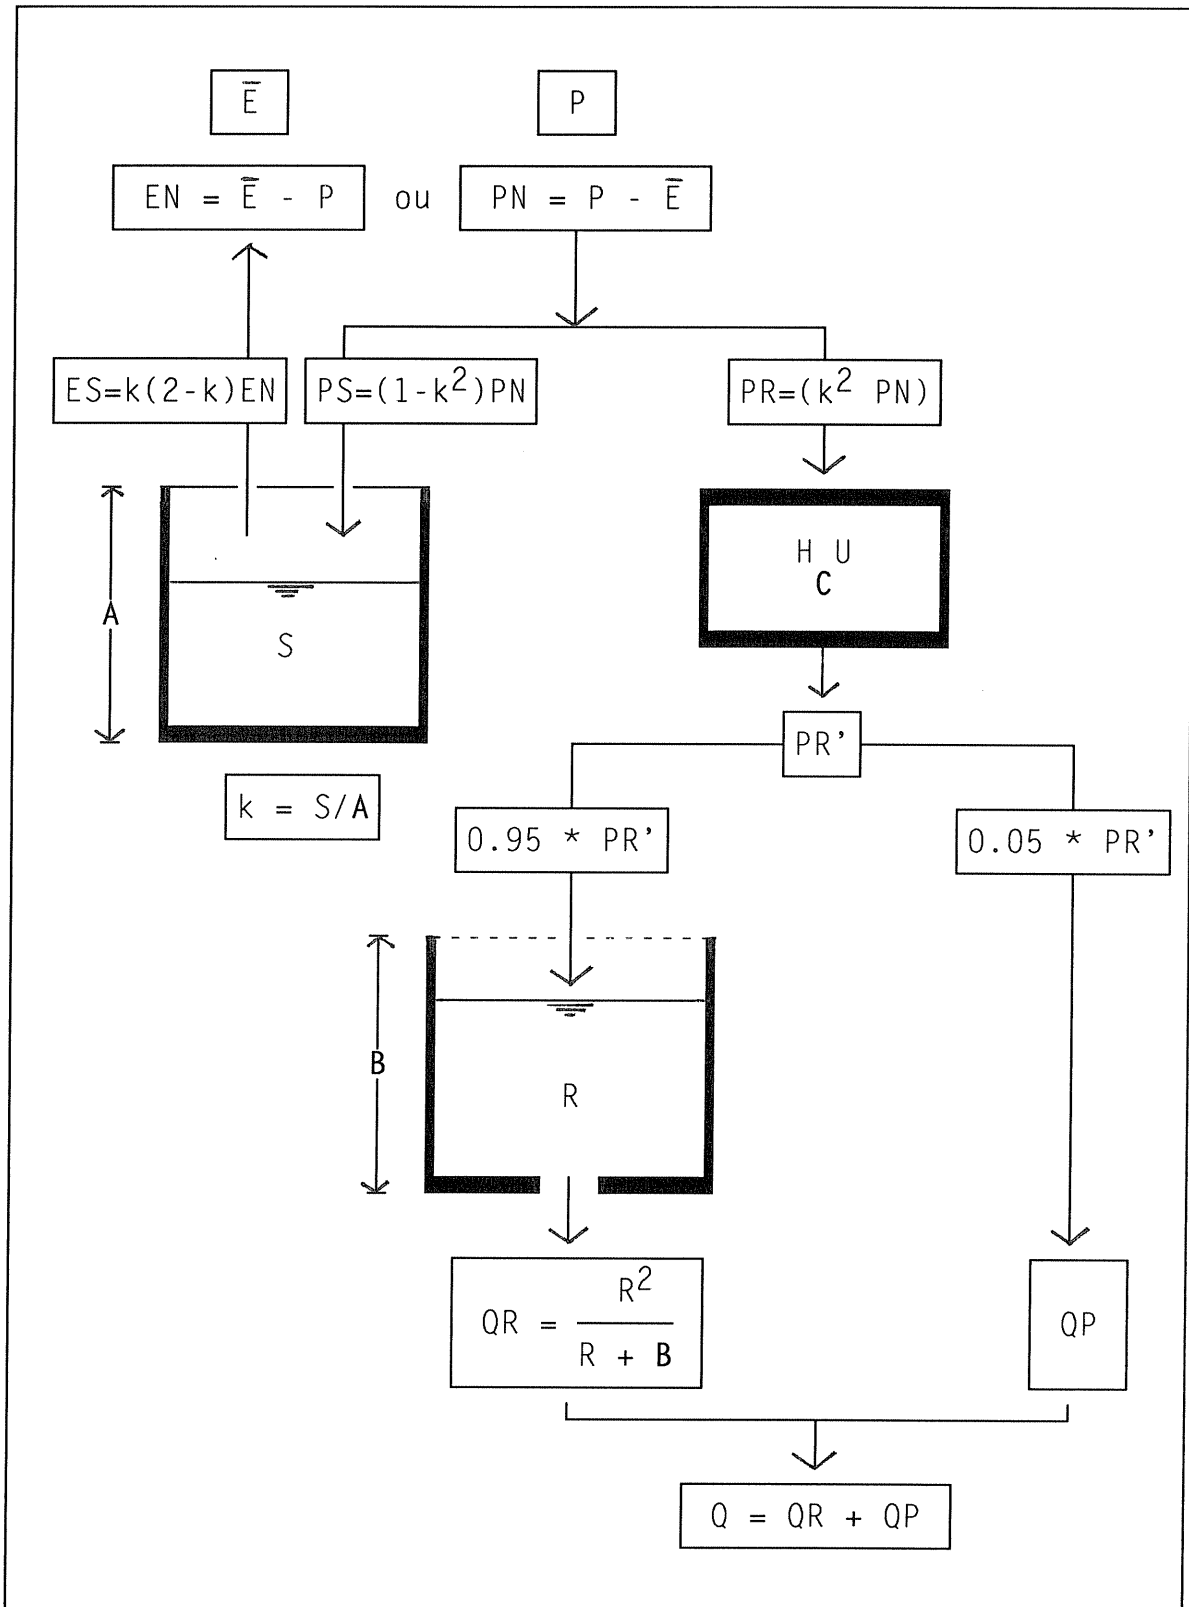 Ē P
EN = Ē - P ou PN = P - Ē
ES=k(2-k)EN PS=(1-k²)PN PR=(k² PN)
H U
C
A
S
PR'
k = S/A
0.95 * PR' 0.05 * PR'
B
R
QR = R² / (R + B)
QP
Q = QR + QP